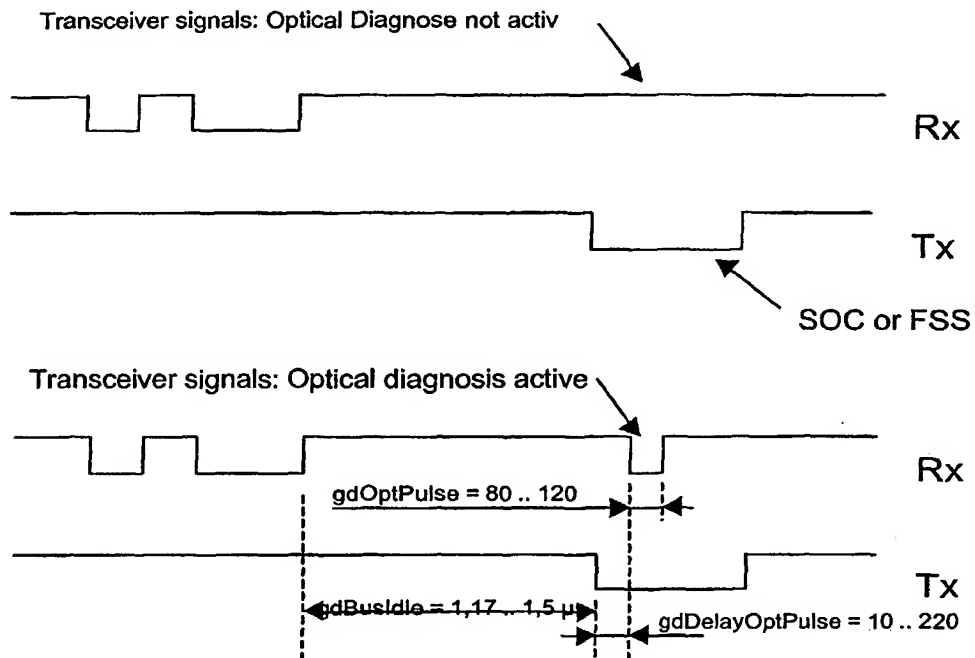 Transceiver signals: Optical Diagnose not activ
Rx
Tx
SOC or FSS
Transceiver signals: Optical diagnosis active
Rx
gdOptPulse = 80 .. 120
Tx
gdBusIdle = 1,17 .. 1,5 µ
gdDelayOptPulse = 10 .. 220